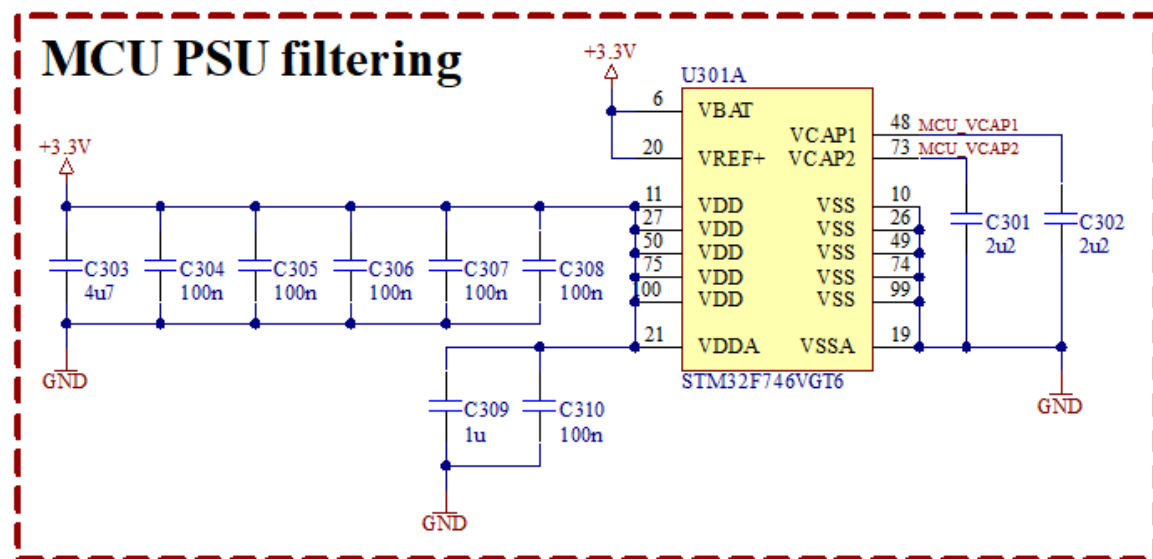 MCU PSU filtering
+3.3V
U301A
6 VBAT
VCAP1 48 MCU_VCAP1
20 VREF+ VCAP2 73 MCU_VCAP2
+3.3V
11 VDD VSS 10
27 VDD VSS 26
50 VDD VSS 49
75 VDD VSS 74
100 VDD VSS 99
21 VDDA VSSA 19
STM32F746VGT6
C301
2u2
C302
2u2
C303
4u7
C304
100n
C305
100n
C306
100n
C307
100n
C308
100n
GND
C309
1u
C310
100n
GND
GND